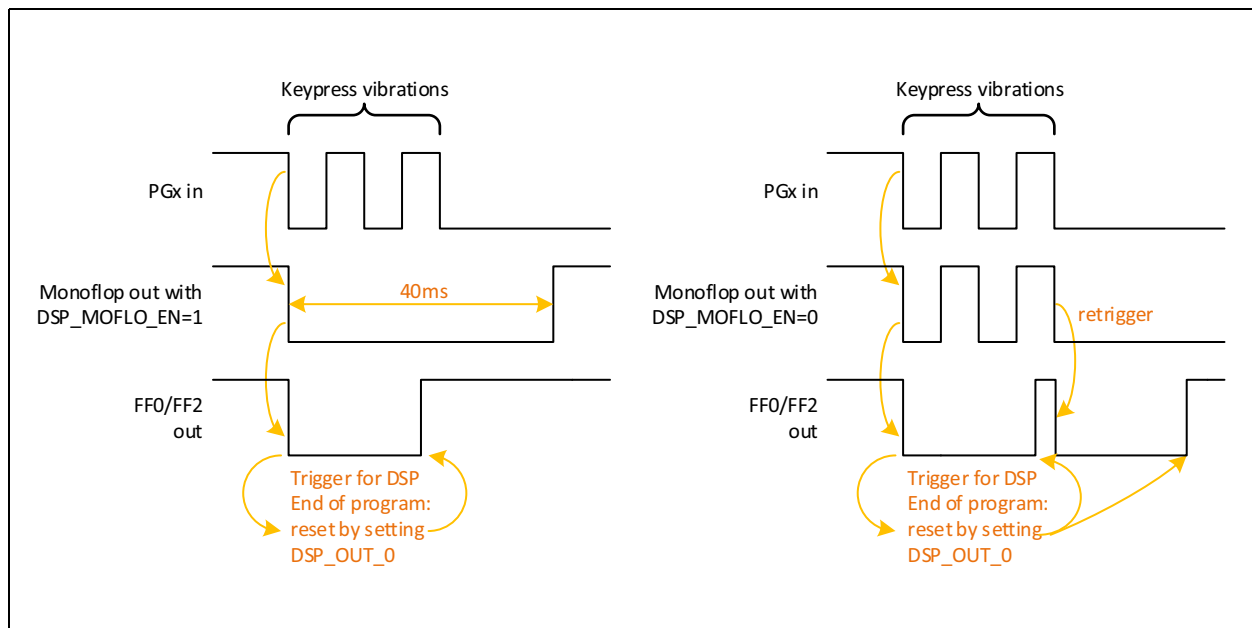 Keypress vibrations
PGx in
Monoflop out with
DSP_MOFLO_EN=1
40ms
FF0/FF2
out
Trigger for DSP
End of program:
reset by setting
DSP_OUT_0
Keypress vibrations
PGx in
Monoflop out with
DSP_MOFLO_EN=0
retrigger
FF0/FF2
out
Trigger for DSP
End of program:
reset by setting
DSP_OUT_0